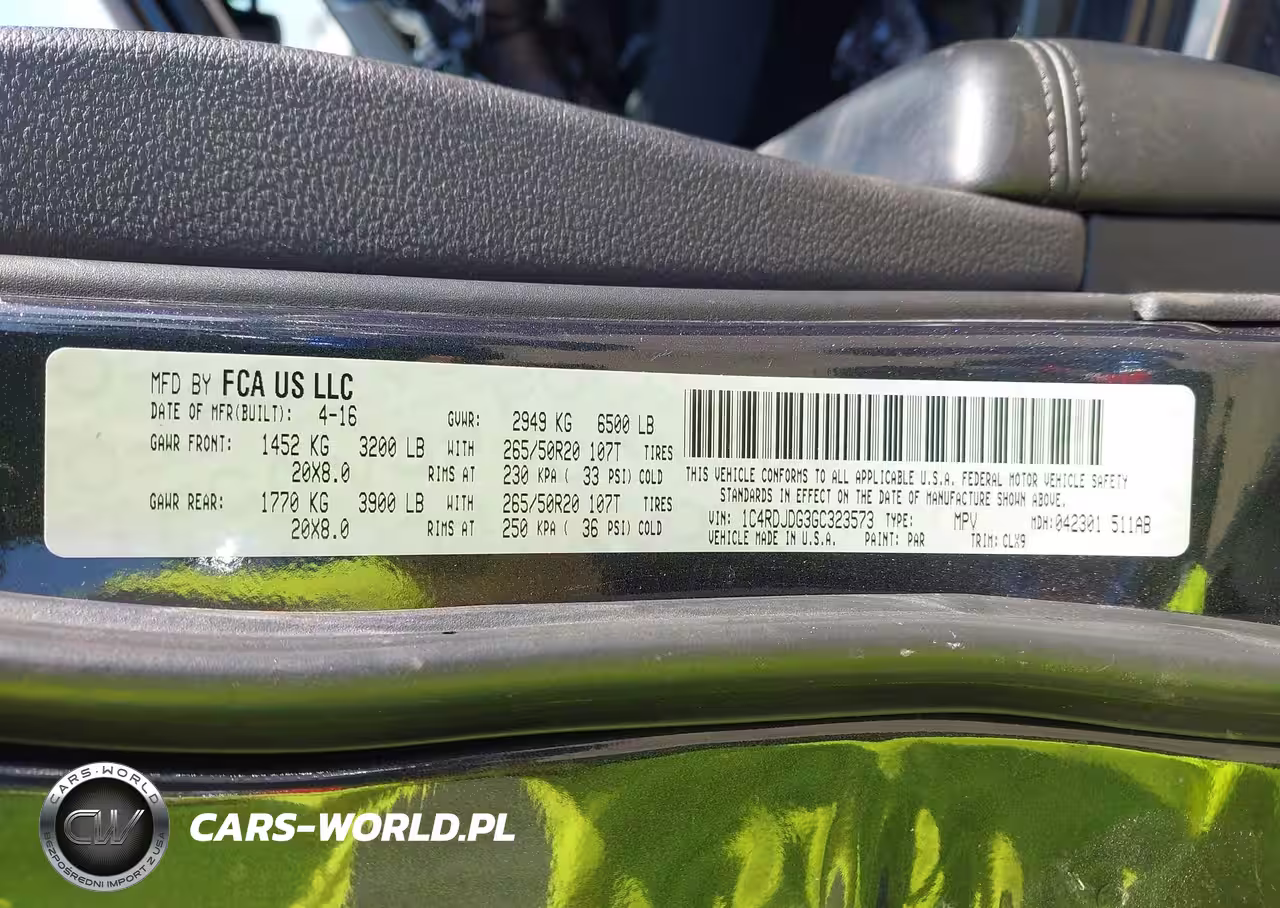 MFD BY FCA US LLC
DATE OF MFR(BUILT): 4-16 GVWR: 2949 KG 6500 LB
GAWR FRONT: 1452 KG 3200 LB WITH 265/50R20 107T TIRES
20X8.0 RIMS AT 230 KPA ( 33 PSI) COLD
GAWR REAR: 1770 KG 3900 LB WITH 265/50R20 107T TIRES
20X8.0 RIMS AT 250 KPA ( 36 PSI) COLD
THIS VEHICLE CONFORMS TO ALL APPLICABLE U.S.A. FEDERAL MOTOR VEHICLE SAFETY
STANDARDS IN EFFECT ON THE DATE OF MANUFACTURE SHOWN ABOVE.
VIN: 1C4RDJDG3GC323573 TYPE: MPV MDH: 042301 511AB
VEHICLE MADE IN U.S.A. PAINT: PAR TRIM: CLX9
CARS-WORLD
CW
BEZPOŚREDNI IMPORT Z USA
CARS-WORLD.PL